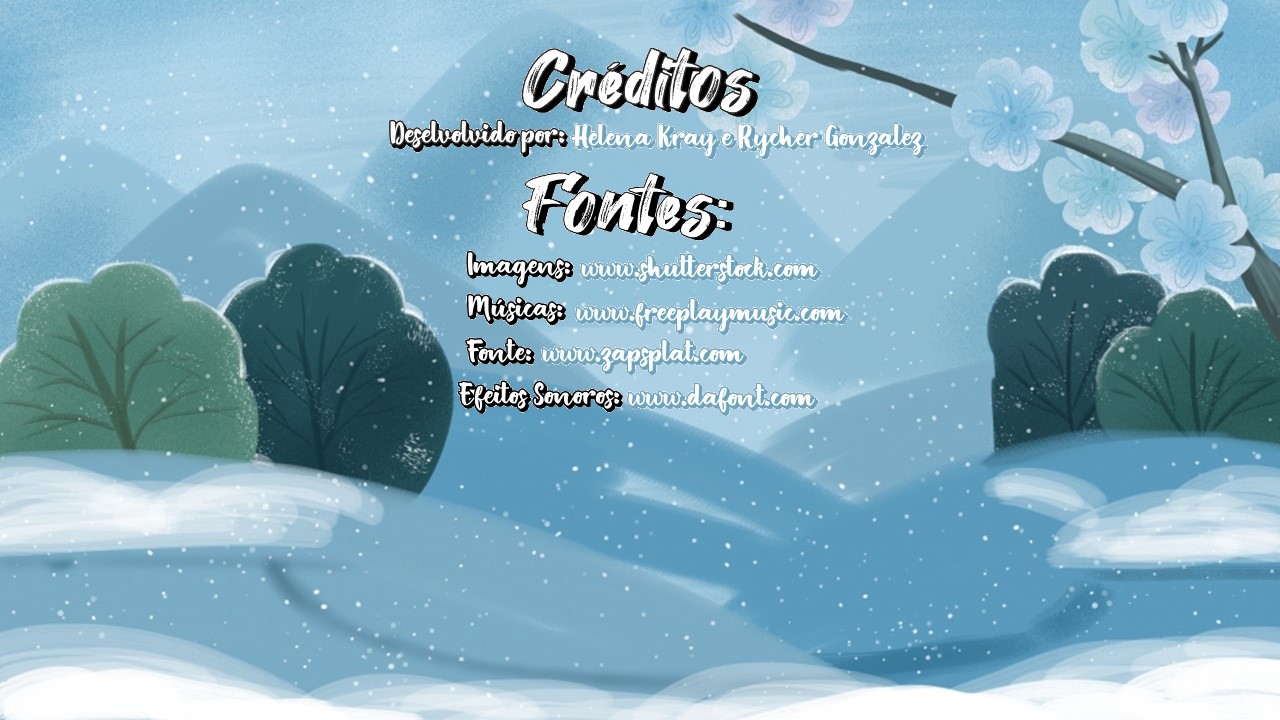 Créditos
Deselvolvido por: Helena Kray e Rycher Gonzalez
Fontes:
Imagens: www.shutterstock.com
Músicas: www.freeplaymusic.com
Fonte: www.zapsplat.com
Efeitos Sonoros: www.dafont.com